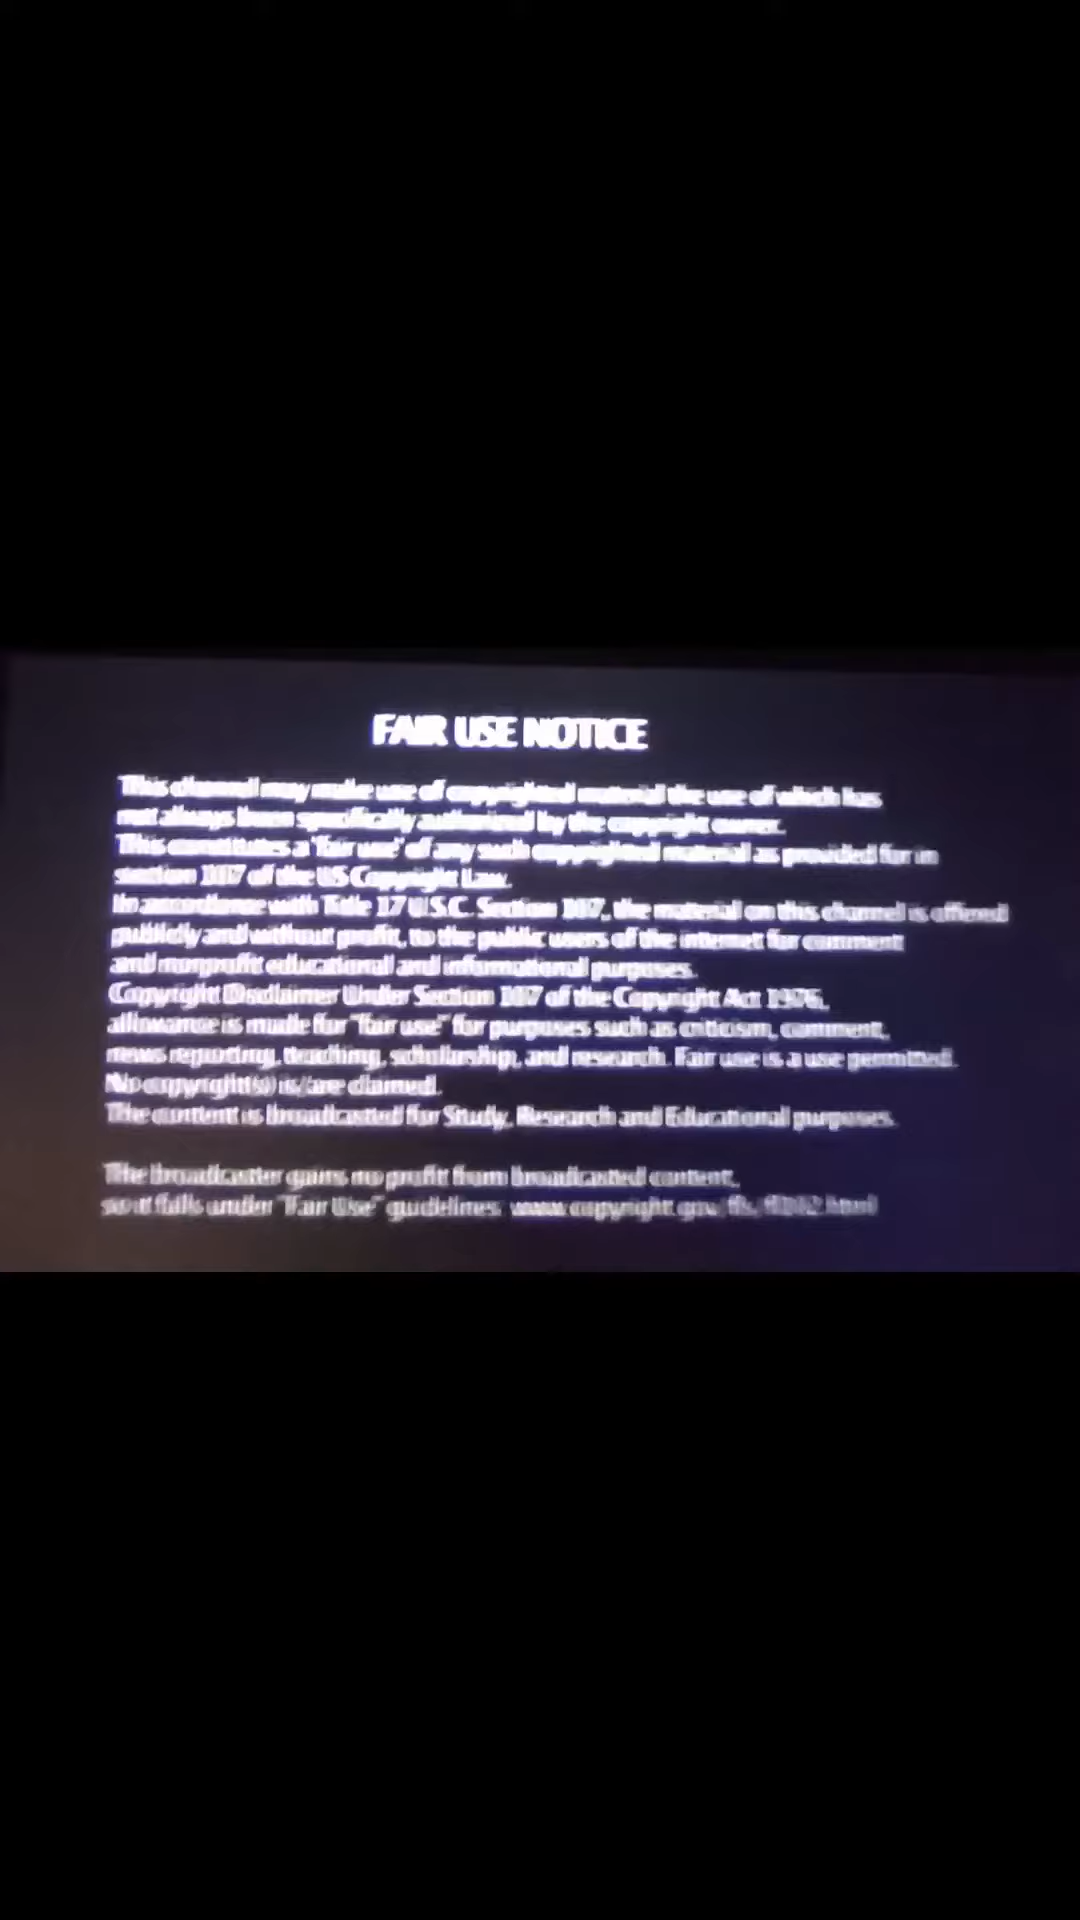 FAIR USE NOTICE
This channel may make use of copyrighted material the use of which has
not always been specifically authorized by the copyright owner.
This constitutes a 'fair use' of any such copyrighted material as provided for in
section 107 of the US Copyright Law.
In accordance with Title 17 U.S.C. Section 107, the material on this channel is offered
publicly and without profit, to the public users of the internet for comment
and nonprofit educational and informational purposes.
Copyright Disclaimer Under Section 107 of the Copyright Act 1976,
allowance is made for "fair use" for purposes such as criticism, comment,
news reporting, teaching, scholarship, and research. Fair use is a use permitted.
No copyright(s) is/are claimed.
The content is broadcasted for Study, Research and Educational purposes.
The broadcaster gains no profit from broadcasted content,
so it falls under "Fair Use" guidelines. www.copyright.gov/fls/fl102.html